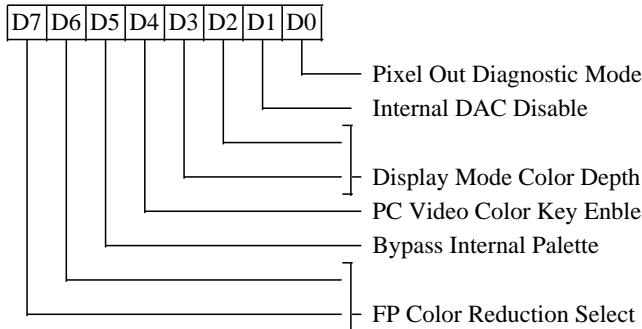 D7 D6 D5 D4 D3 D2 D1 D0
Pixel Out Diagnostic Mode
Internal DAC Disable
Display Mode Color Depth
PC Video Color Key Enble
Bypass Internal Palette
FP Color Reduction Select